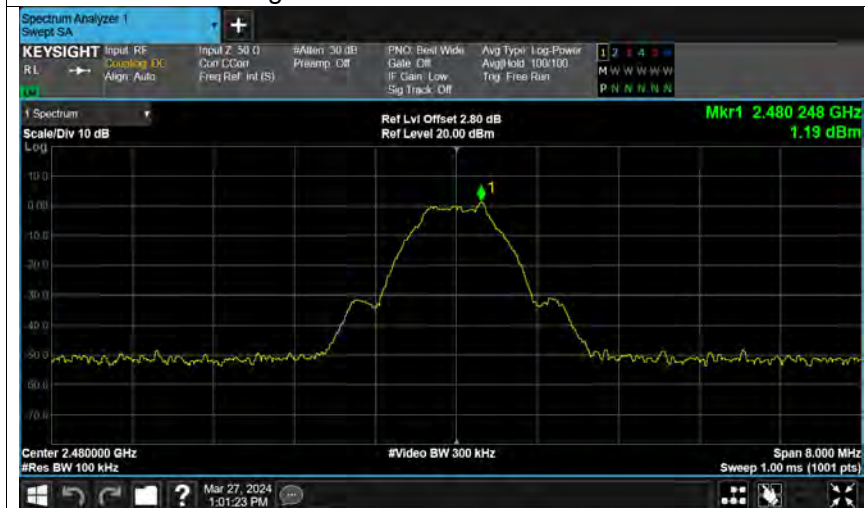 Spectrum Analyzer 1
Swept SA
+
KEYSIGHT
RL
Input: RF
Coupling: DC
Align: Auto
Input Z: 50 Ω
Corr CCorr
Freq Ref: Int (S)
#Atten: 30 dB
Preamp: Off
PNO: Best Wide
Gate: Off
IF Gain: Low
Sig Track: Off
Avg Type: Log-Power
Avg|Hold: 100/100
Trig: Free Run
1 2 3 4 5 6
M W W W W W
P N N N N N
1 Spectrum
Scale/Div 10 dB
Log
Ref Lvl Offset 2.80 dB
Ref Level 20.00 dBm
Mkr1 2.480 248 GHz
1.19 dBm
10.0
0.00
-10.0
-20.0
-30.0
-40.0
-50.0
-60.0
-70.0
1
Center 2.480000 GHz
#Res BW 100 kHz
#Video BW 300 kHz
Span 8.000 MHz
Sweep 1.00 ms (1001 pts)
?
Mar 27, 2024
1:01:23 PM